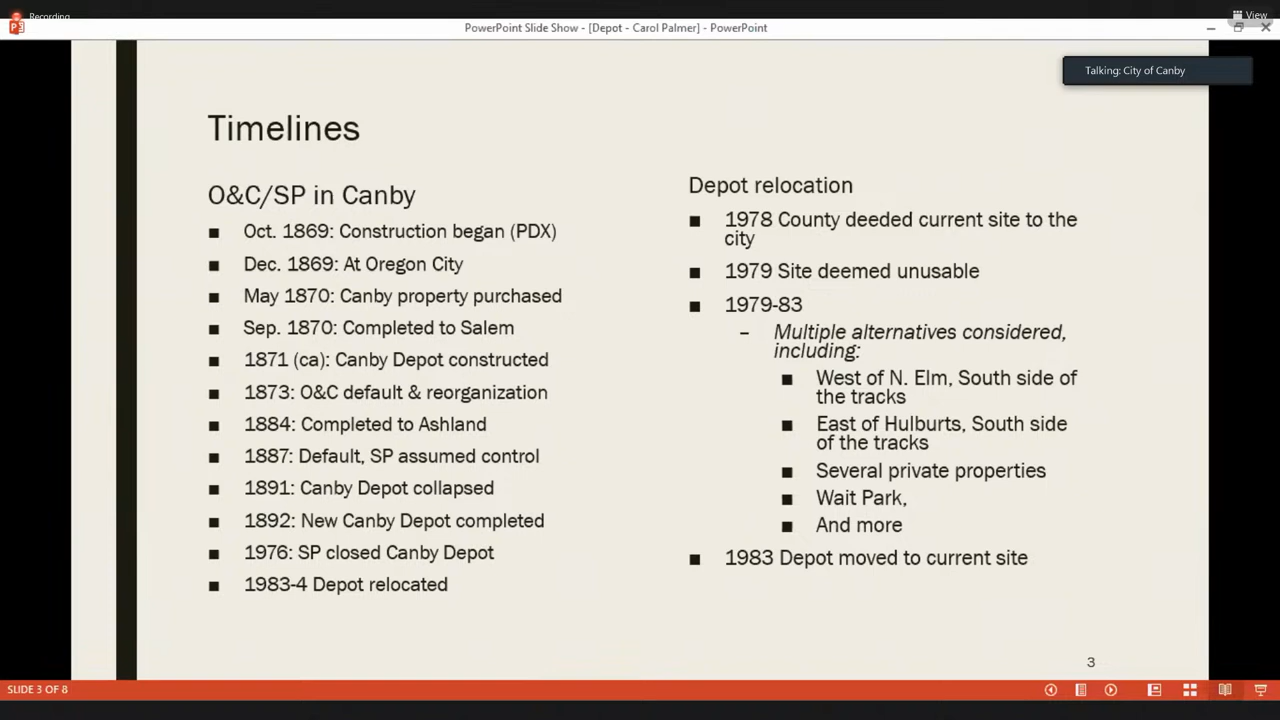 Recording
View
PowerPoint Slide Show - [Depot - Carol Palmer] - PowerPoint
Talking: City of Canby
Timelines
O&C/SP in Canby
Oct. 1869: Construction began (PDX)
Dec. 1869: At Oregon City
May 1870: Canby property purchased
Sep. 1870: Completed to Salem
1871 (ca): Canby Depot constructed
1873: O&C default & reorganization
1884: Completed to Ashland
1887: Default, SP assumed control
1891: Canby Depot collapsed
1892: New Canby Depot completed
1976: SP closed Canby Depot
1983-4 Depot relocated
Depot relocation
1978 County deeded current site to the
city
1979 Site deemed unusable
1979-83
– Multiple alternatives considered,
including:
West of N. Elm, South side of
the tracks
East of Hulburts, South side
of the tracks
Several private properties
Wait Park,
And more
1983 Depot moved to current site
3
SLIDE 3 OF 8